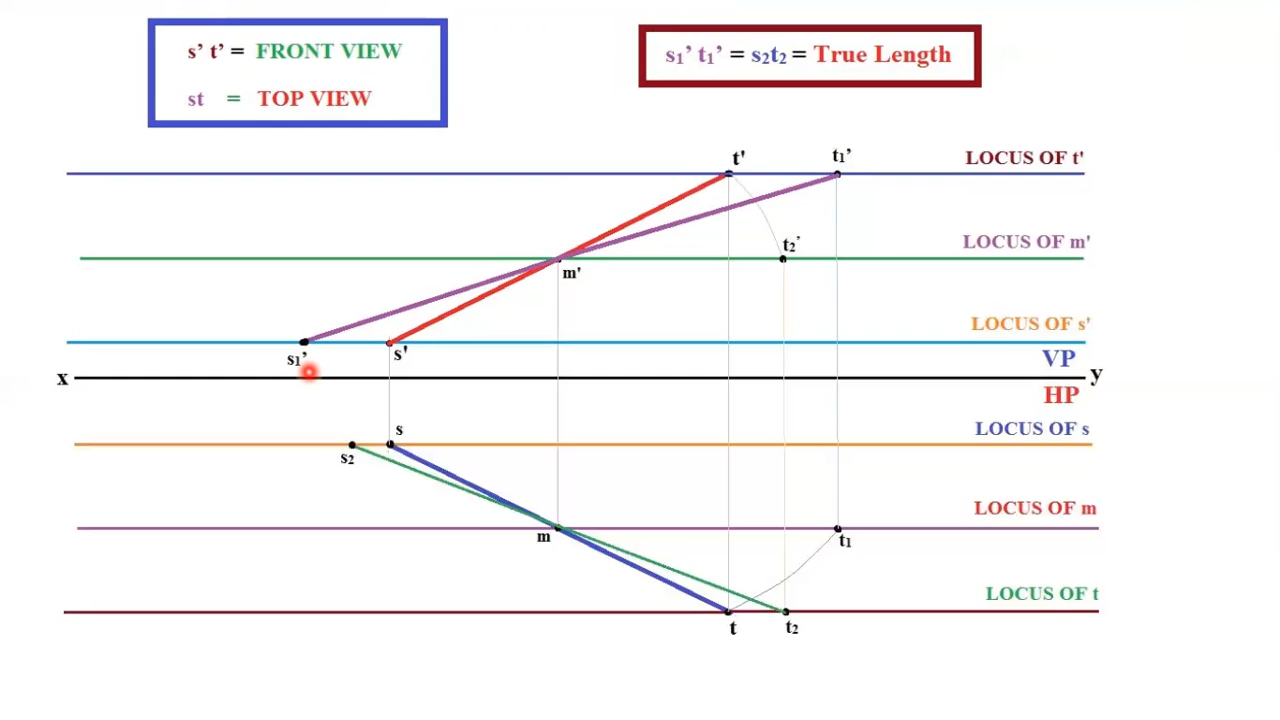 s’ t’ = FRONT VIEW
st = TOP VIEW
s₁’ t₁’ = s₂t₂ = True Length
t'
t₁’
LOCUS OF t'
t₂’
LOCUS OF m'
m'
LOCUS OF s'
s₁’
s'
VP
x
y
HP
s
LOCUS OF s
s₂
LOCUS OF m
m
t₁
LOCUS OF t
t
t₂